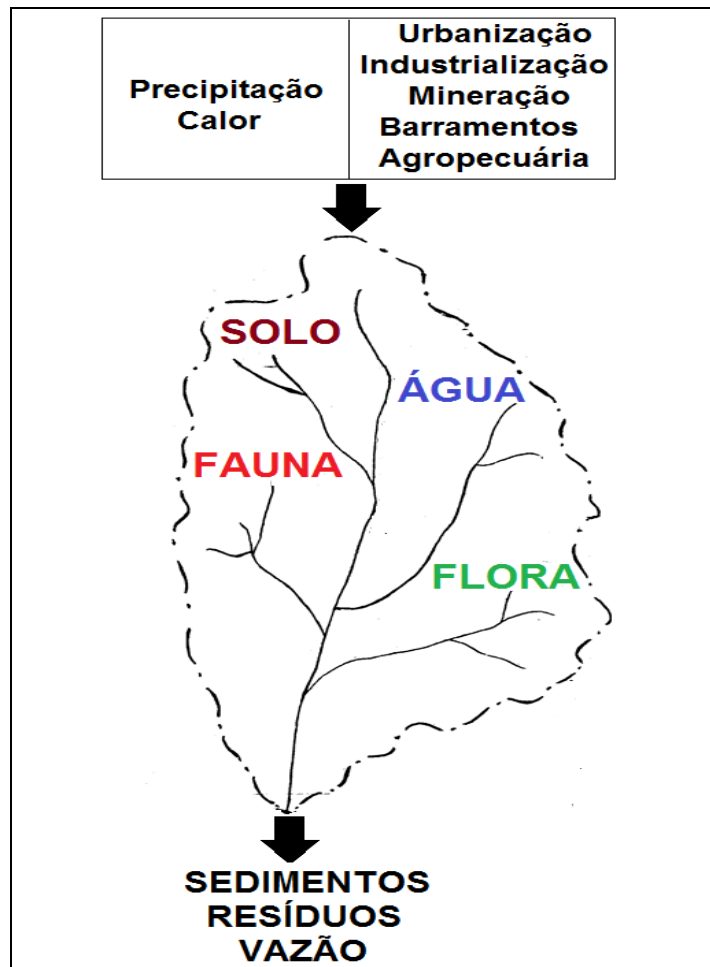 Precipitação
Calor
Urbanização
Industrialização
Mineração
Barramentos
Agropecuária
SOLO
ÁGUA
FAUNA
FLORA
SEDIMENTOS
RESÍDUOS
VAZÃO